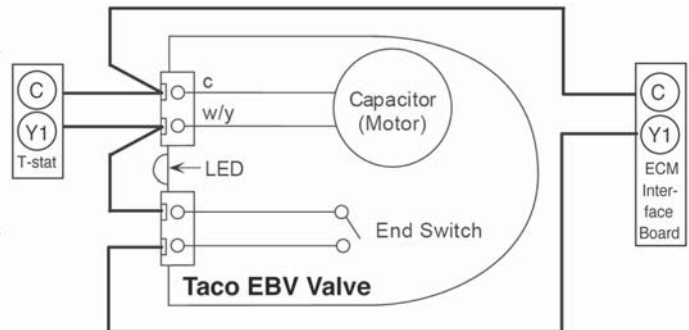 C
Y1
T-stat
c
w/y
LED
Capacitor
(Motor)
End Switch
Taco EBV Valve
C
Y1
ECM
Inter-
face
Board